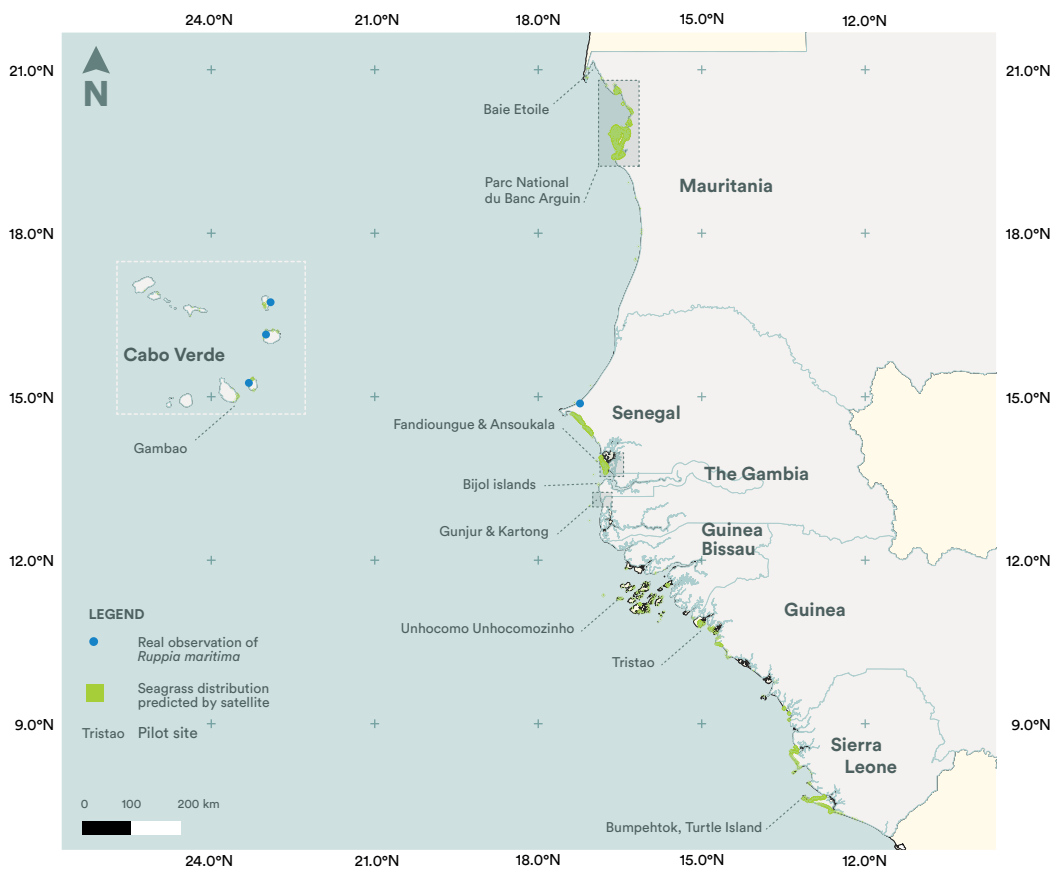 24.0°N 21.0°N 18.0°N 15.0°N 12.0°N
21.0°N 21.0°N
N
Baie Etoile
Parc National
du Banc Arguin
Mauritania
18.0°N 18.0°N
Cabo Verde
15.0°N 15.0°N
Senegal
Fandioungue & Ansoukala
Gambao
The Gambia
Bijol islands
Gunjur & Kartong
Guinea
Bissau
12.0°N 12.0°N
Guinea
Unhocomo Unhocomozinho
Tristao
LEGEND
Real observation of
Ruppia maritima
Seagrass distribution
predicted by satellite
Tristao Pilot site
9.0°N 9.0°N
Sierra
Leone
0 100 200 km
Bumpehtok, Turtle Island
24.0°N 21.0°N 18.0°N 15.0°N 12.0°N